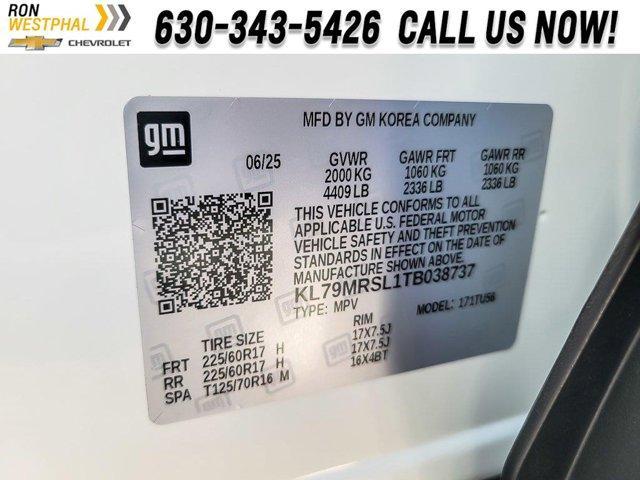 RON
WESTPHAL
CHEVROLET
630-343-5426 CALL US NOW!
gm
MFD BY GM KOREA COMPANY
06/25 GVWR GAWR FRT GAWR RR
2000 KG 1060 KG 1060 KG
4409 LB 2336 LB 2336 LB
THIS VEHICLE CONFORMS TO ALL
APPLICABLE U.S. FEDERAL MOTOR
VEHICLE SAFETY AND THEFT PREVENTION
STANDARDS IN EFFECT ON THE DATE OF
MANUFACTURE SHOWN ABOVE.
KL79MRSL1TB038737
TYPE: MPV MODEL: 1TU56
TIRE SIZE RIM
FRT 225/60R17 H 17X7.5J
RR 225/60R17 H 17X7.5J
SPA T125/70R16 M 16X4BT